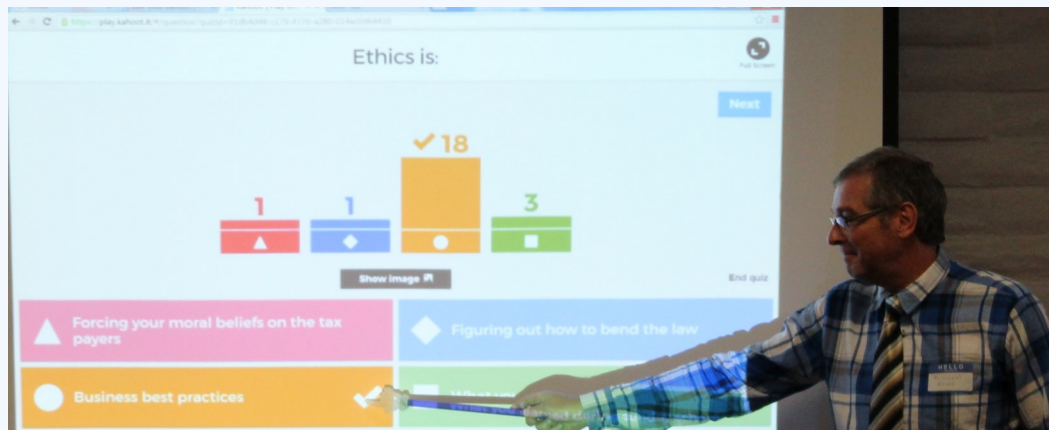 Ethics is:
Full Screen
Next
18
1
1
3
Show image
End quiz
Forcing your moral beliefs on the tax
payers
Figuring out how to bend the law
Business best practices
HELLO